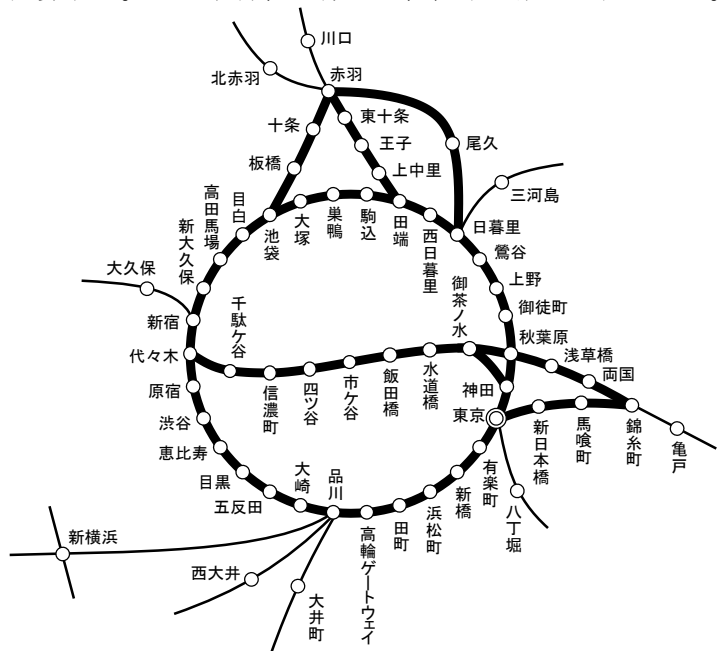 川口
北赤羽
赤羽
十条
東十条
王子
尾久
板橋
上中里
三河島
高田馬場
目白
新大久保
池袋
大塚
巣鴨
駒込
田端
西日暮里
日暮里
鶯谷
上野
大久保
御茶ノ水
御徒町
新宿
千駄ケ谷
秋葉原
代々木
浅草橋
両国
原宿
信濃町
四ツ谷
市ケ谷
飯田橋
水道橋
神田
東京
渋谷
新日本橋
馬喰町
錦糸町
亀戸
恵比寿
目黒
五反田
大崎
品川
高輪ゲートウェイ
田町
浜松町
新橋
有楽町
八丁堀
新横浜
西大井
大井町